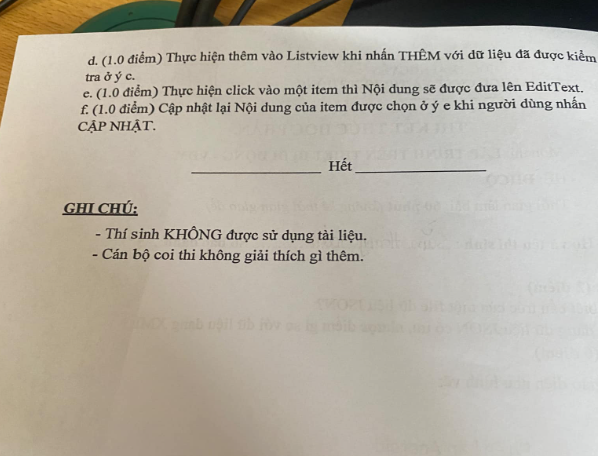 d. (1.0 điểm) Thực hiện thêm vào Listview khi nhấn THÊM với dữ liệu đã được kiểm
tra ở ý c.
e. (1.0 điểm) Thực hiện click vào một item thì Nội dung sẽ được đưa lên EditText.
f. (1.0 điểm) Cập nhật lại Nội dung của item được chọn ở ý e khi người dùng nhấn
CẬP NHẬT.
Hết
GHI CHÚ:
- Thí sinh KHÔNG được sử dụng tài liệu.
- Cán bộ coi thi không giải thích gì thêm.